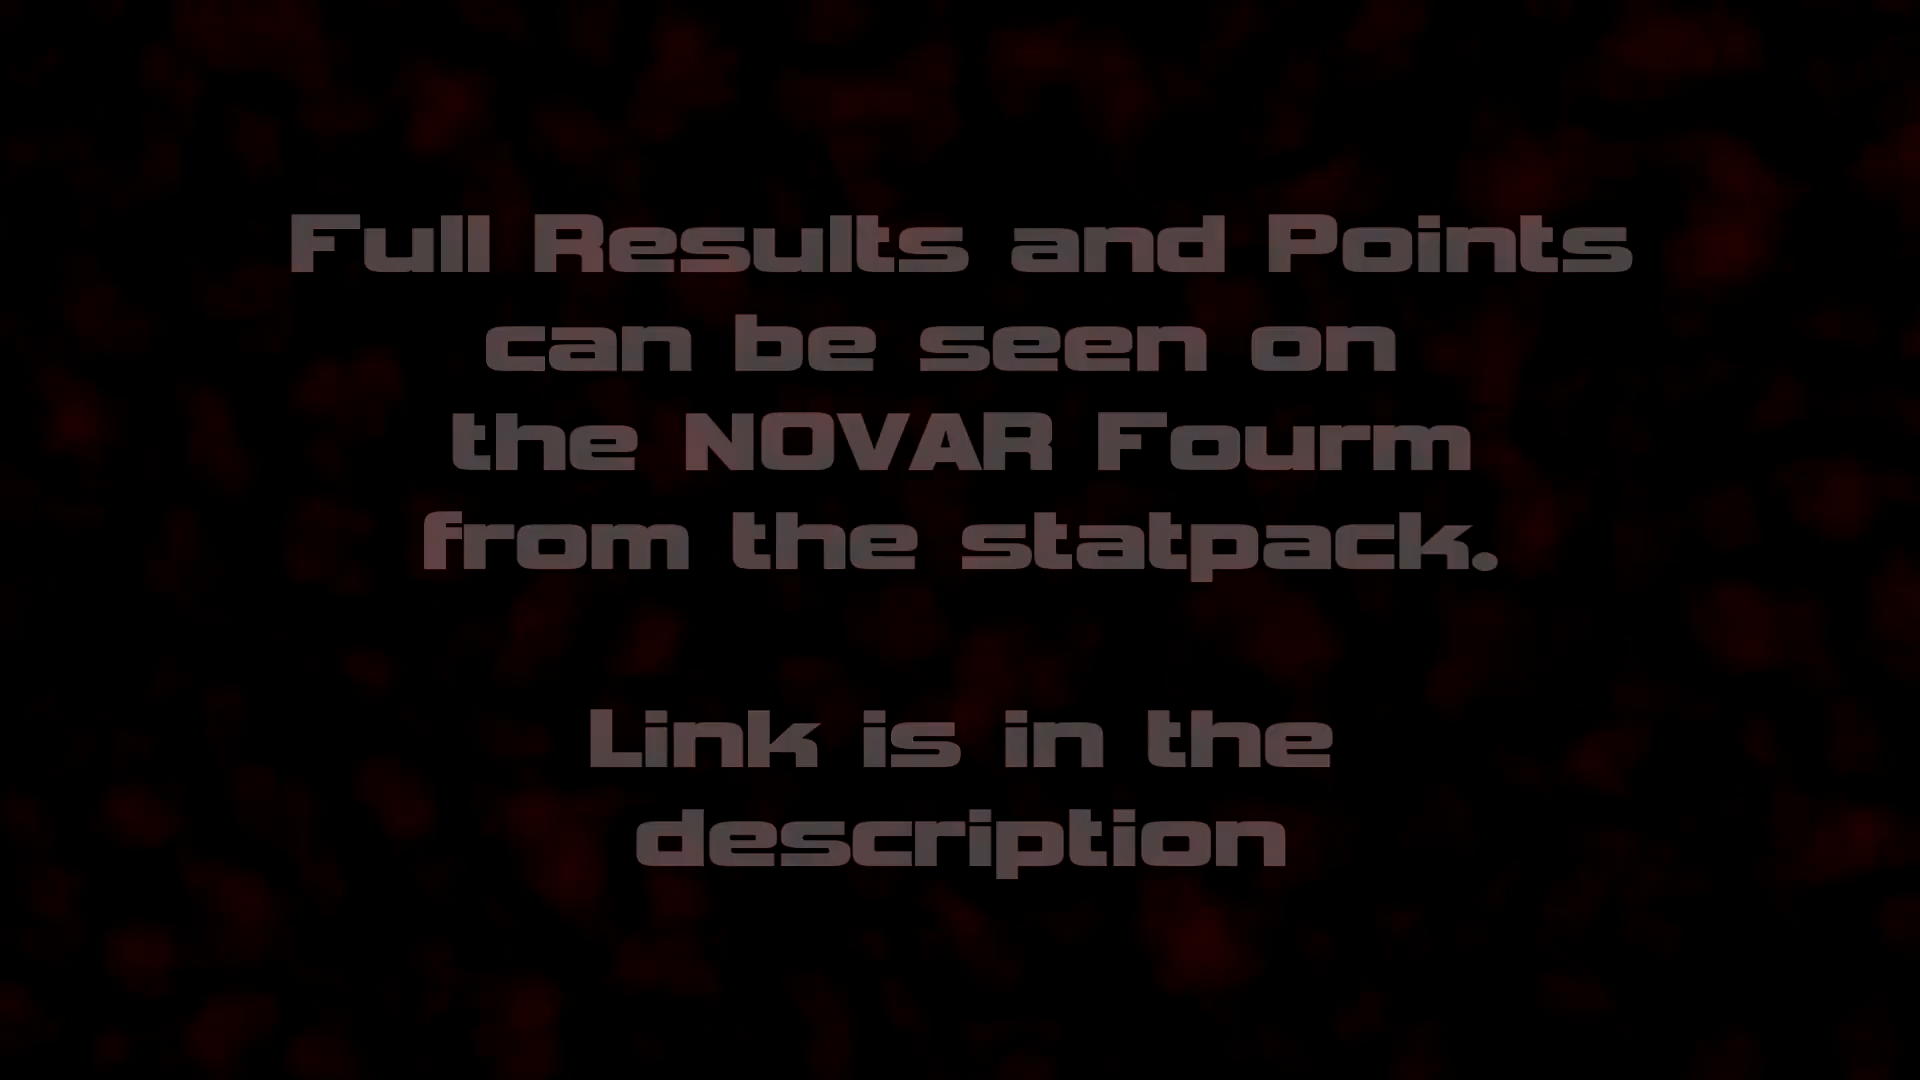 Full Results and Points
can be seen on
the NOVAR Fourm
from the statpack.
Link is in the
description